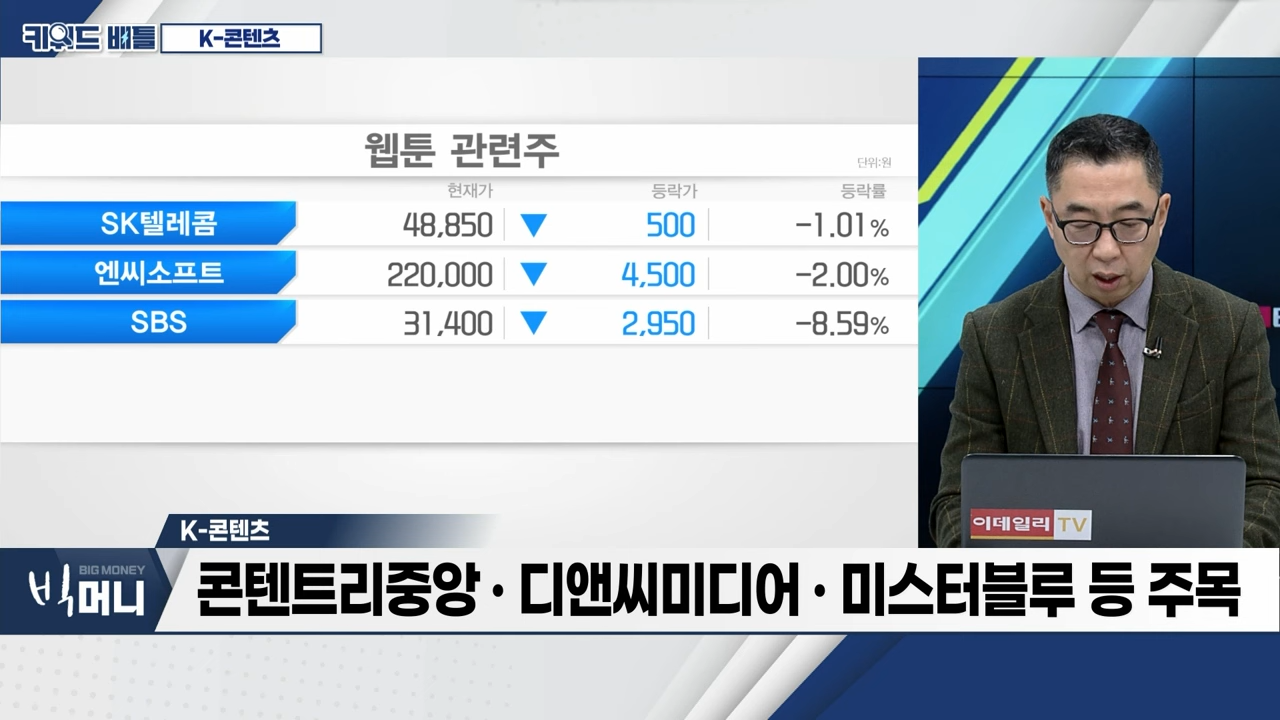 키워드 배틀
K-콘텐츠
웹툰 관련주
단위:원
현재가 등락가 등락률
SK텔레콤 48,850 ▼ 500 -1.01%
엔씨소프트 220,000 ▼ 4,500 -2.00%
SBS 31,400 ▼ 2,950 -8.59%
이데일리TV
K-콘텐츠
BIG MONEY
빅머니
콘텐트리중앙·디앤씨미디어·미스터블루 등 주목